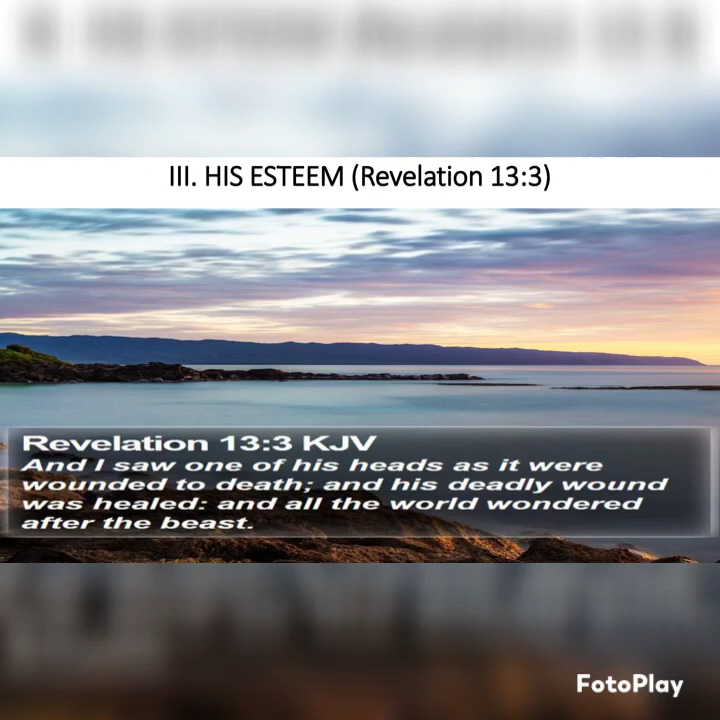 III. HIS ESTEEM (Revelation 13:3)
Revelation 13:3 KJV
And I saw one of his heads as it were
wounded to death; and his deadly wound
was healed: and all the world wondered
after the beast.
FotoPlay